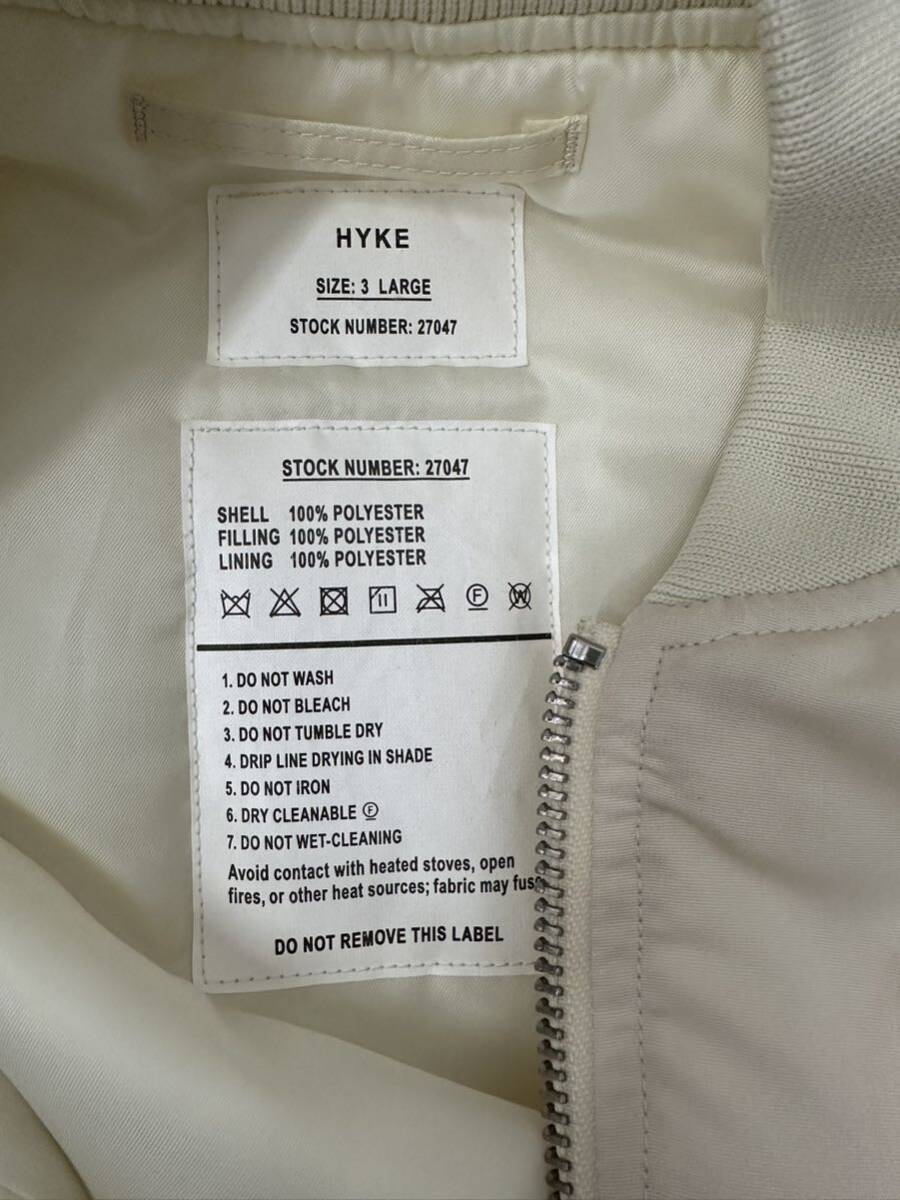 HYKE
SIZE: 3 LARGE
STOCK NUMBER: 27047
STOCK NUMBER: 27047
SHELL 100% POLYESTER
FILLING 100% POLYESTER
LINING 100% POLYESTER
F W
1. DO NOT WASH
2. DO NOT BLEACH
3. DO NOT TUMBLE DRY
4. DRIP LINE DRYING IN SHADE
5. DO NOT IRON
6. DRY CLEANABLE Ⓕ
7. DO NOT WET-CLEANING
Avoid contact with heated stoves, open
fires, or other heat sources; fabric may fuse
DO NOT REMOVE THIS LABEL